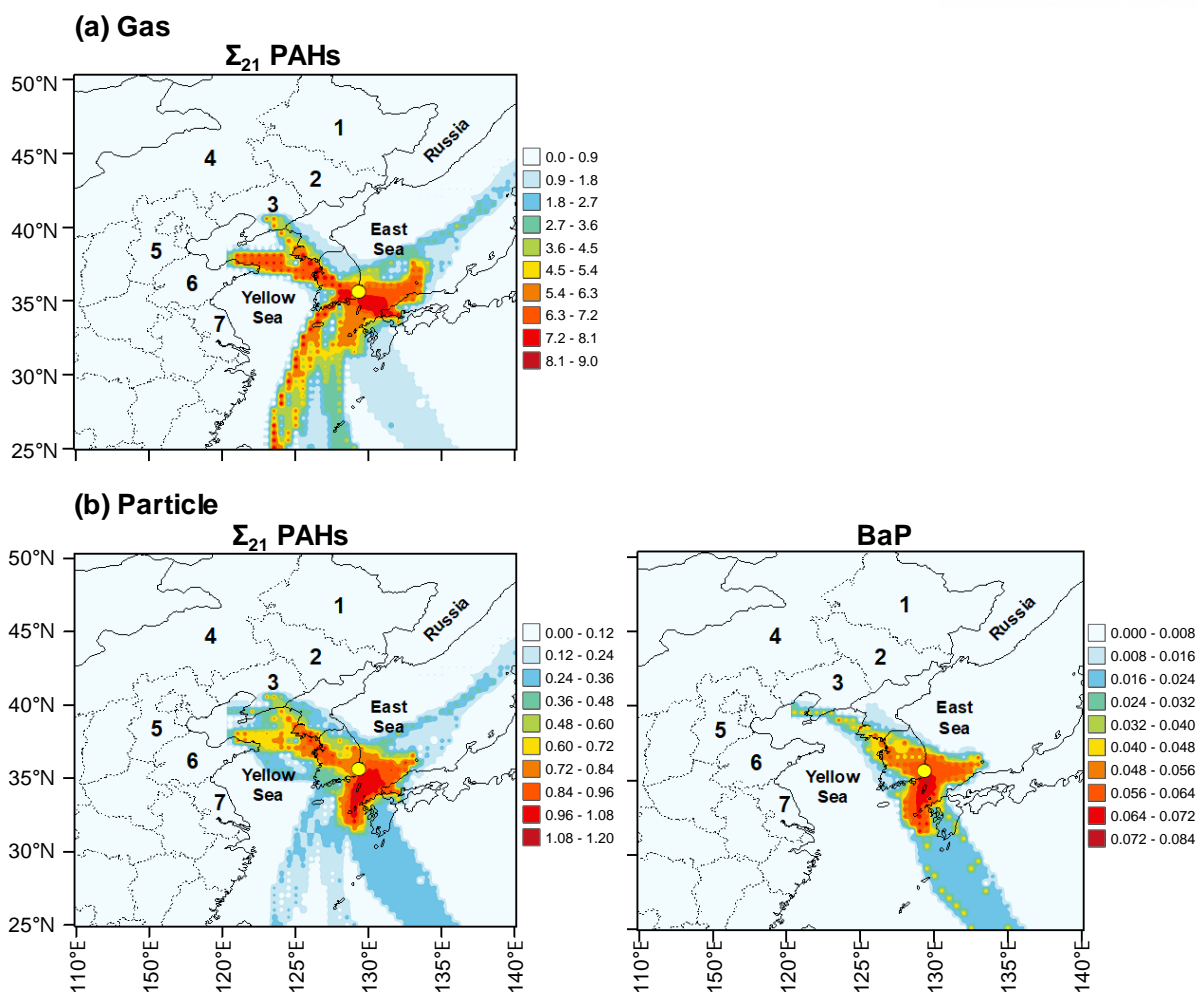 (a) Gas
Σ21 PAHs
50°N
45°N
40°N
35°N
30°N
25°N
1
2
3
4
5
6
7
Russia
East
Sea
Yellow
Sea
0.0 - 0.9
0.9 - 1.8
1.8 - 2.7
2.7 - 3.6
3.6 - 4.5
4.5 - 5.4
5.4 - 6.3
6.3 - 7.2
7.2 - 8.1
8.1 - 9.0
(b) Particle
Σ21 PAHs
50°N
45°N
40°N
35°N
30°N
25°N
1
2
3
4
5
6
7
Russia
East
Sea
Yellow
Sea
0.00 - 0.12
0.12 - 0.24
0.24 - 0.36
0.36 - 0.48
0.48 - 0.60
0.60 - 0.72
0.72 - 0.84
0.84 - 0.96
0.96 - 1.08
1.08 - 1.20
110°E
1150°E
120°E
1125°E
1130°E
1135°E
140°E
BaP
1
2
3
4
5
6
7
Russia
East
Sea
Yellow
Sea
0.000 - 0.008
0.008 - 0.016
0.016 - 0.024
0.024 - 0.032
0.032 - 0.040
0.040 - 0.048
0.048 - 0.056
0.056 - 0.064
0.064 - 0.072
0.072 - 0.084
110°E
1150°E
120°E
1125°E
1130°E
1135°E
140°E